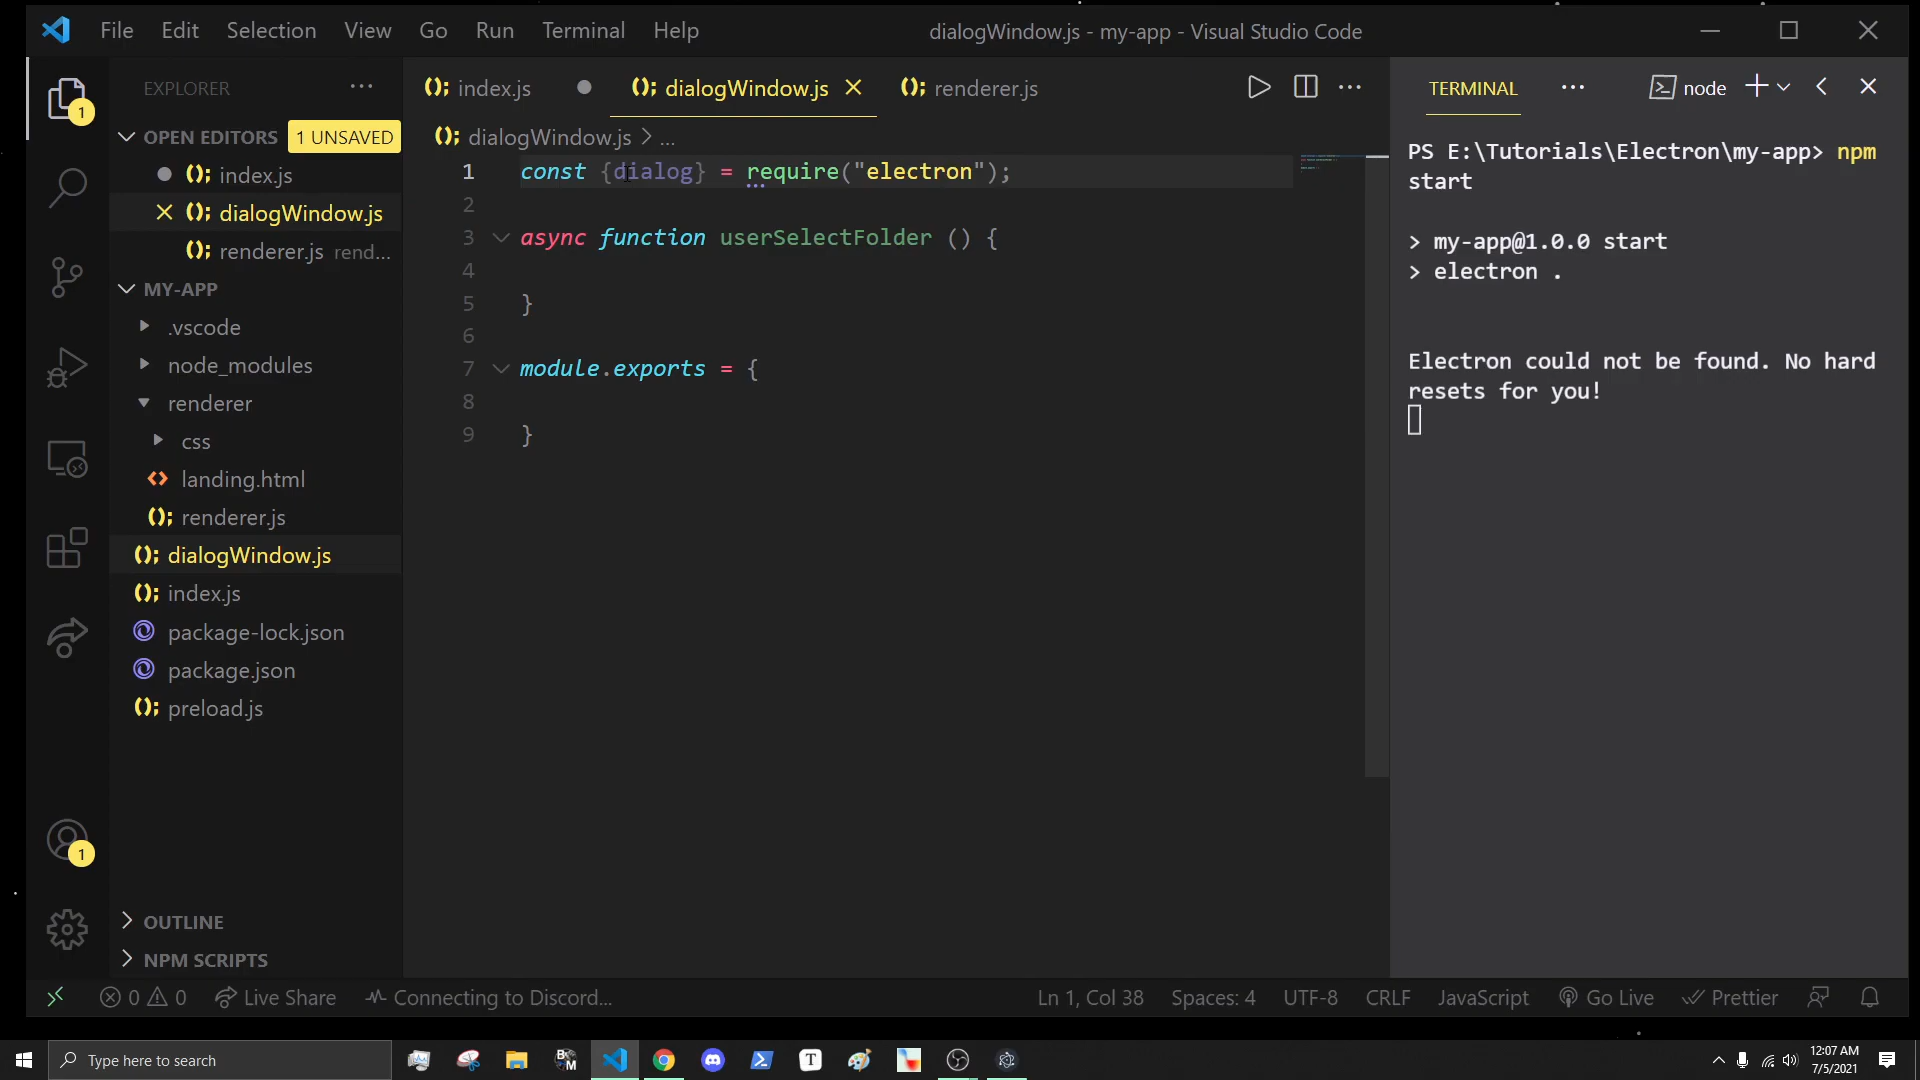 File Edit Selection View Go Run Terminal Help
dialogWindow.js - my-app - Visual Studio Code
EXPLORER ...
OPEN EDITORS 1 UNSAVED
index.js
dialogWindow.js
renderer.js rend...
MY-APP
.vscode
node_modules
renderer
css
landing.html
renderer.js
dialogWindow.js
index.js
package-lock.json
package.json
preload.js
OUTLINE
NPM SCRIPTS
1
1
index.js dialogWindow.js renderer.js
dialogWindow.js > ...
1 const {dialog} = require("electron");
2
3 async function userSelectFolder () {
4
5 }
6
7 module.exports = {
8
9 }
TERMINAL ... node
PS E:\Tutorials\Electron\my-app> npm
start
> my-app@1.0.0 start
> electron .
Electron could not be found. No hard
resets for you!
0 0 Live Share Connecting to Discord... Ln 1, Col 38 Spaces: 4 UTF-8 CRLF JavaScript Go Live Prettier
Type here to search
BM
T
12:07 AM
7/5/2021